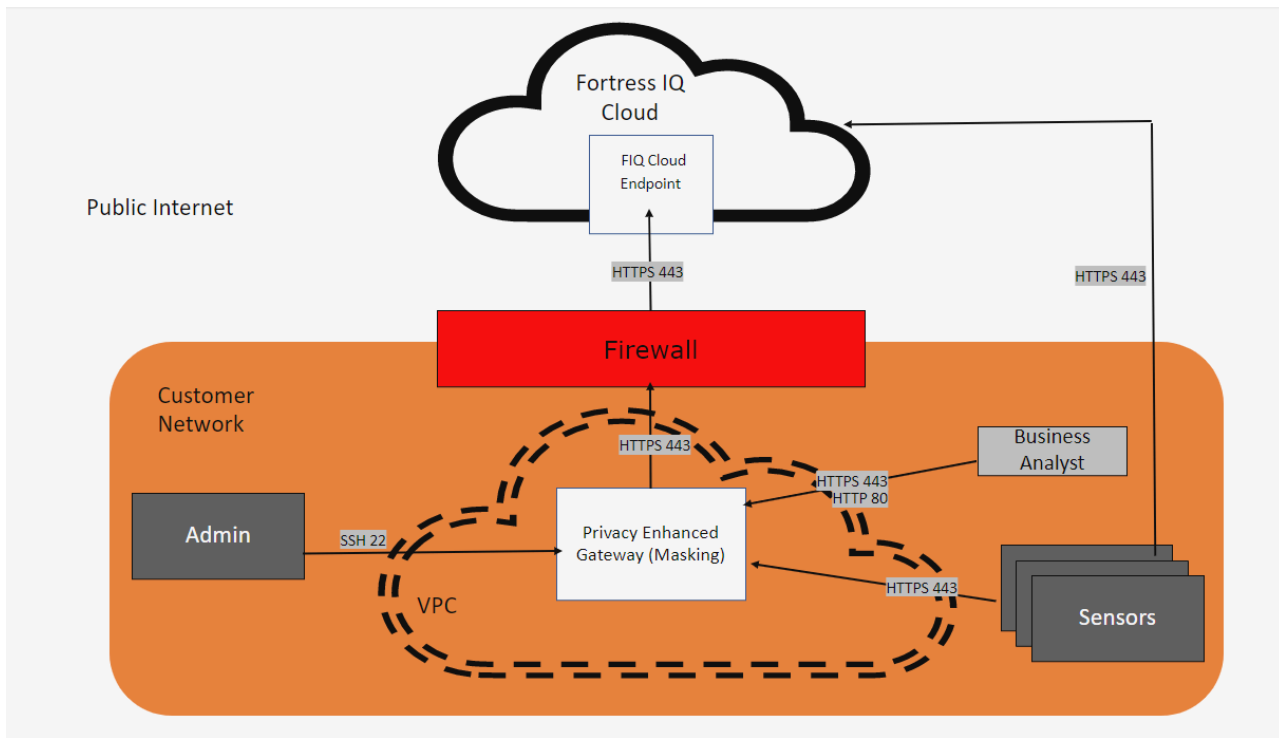 Fortress IQ
Cloud
FIQ Cloud
Endpoint
Public Internet
HTTPS 443
HTTPS 443
Firewall
Customer
Network
HTTPS 443
Business
Analyst
HTTPS 443
HTTP 80
Admin
SSH 22
Privacy Enhanced
Gateway (Masking)
HTTPS 443
VPC
Sensors